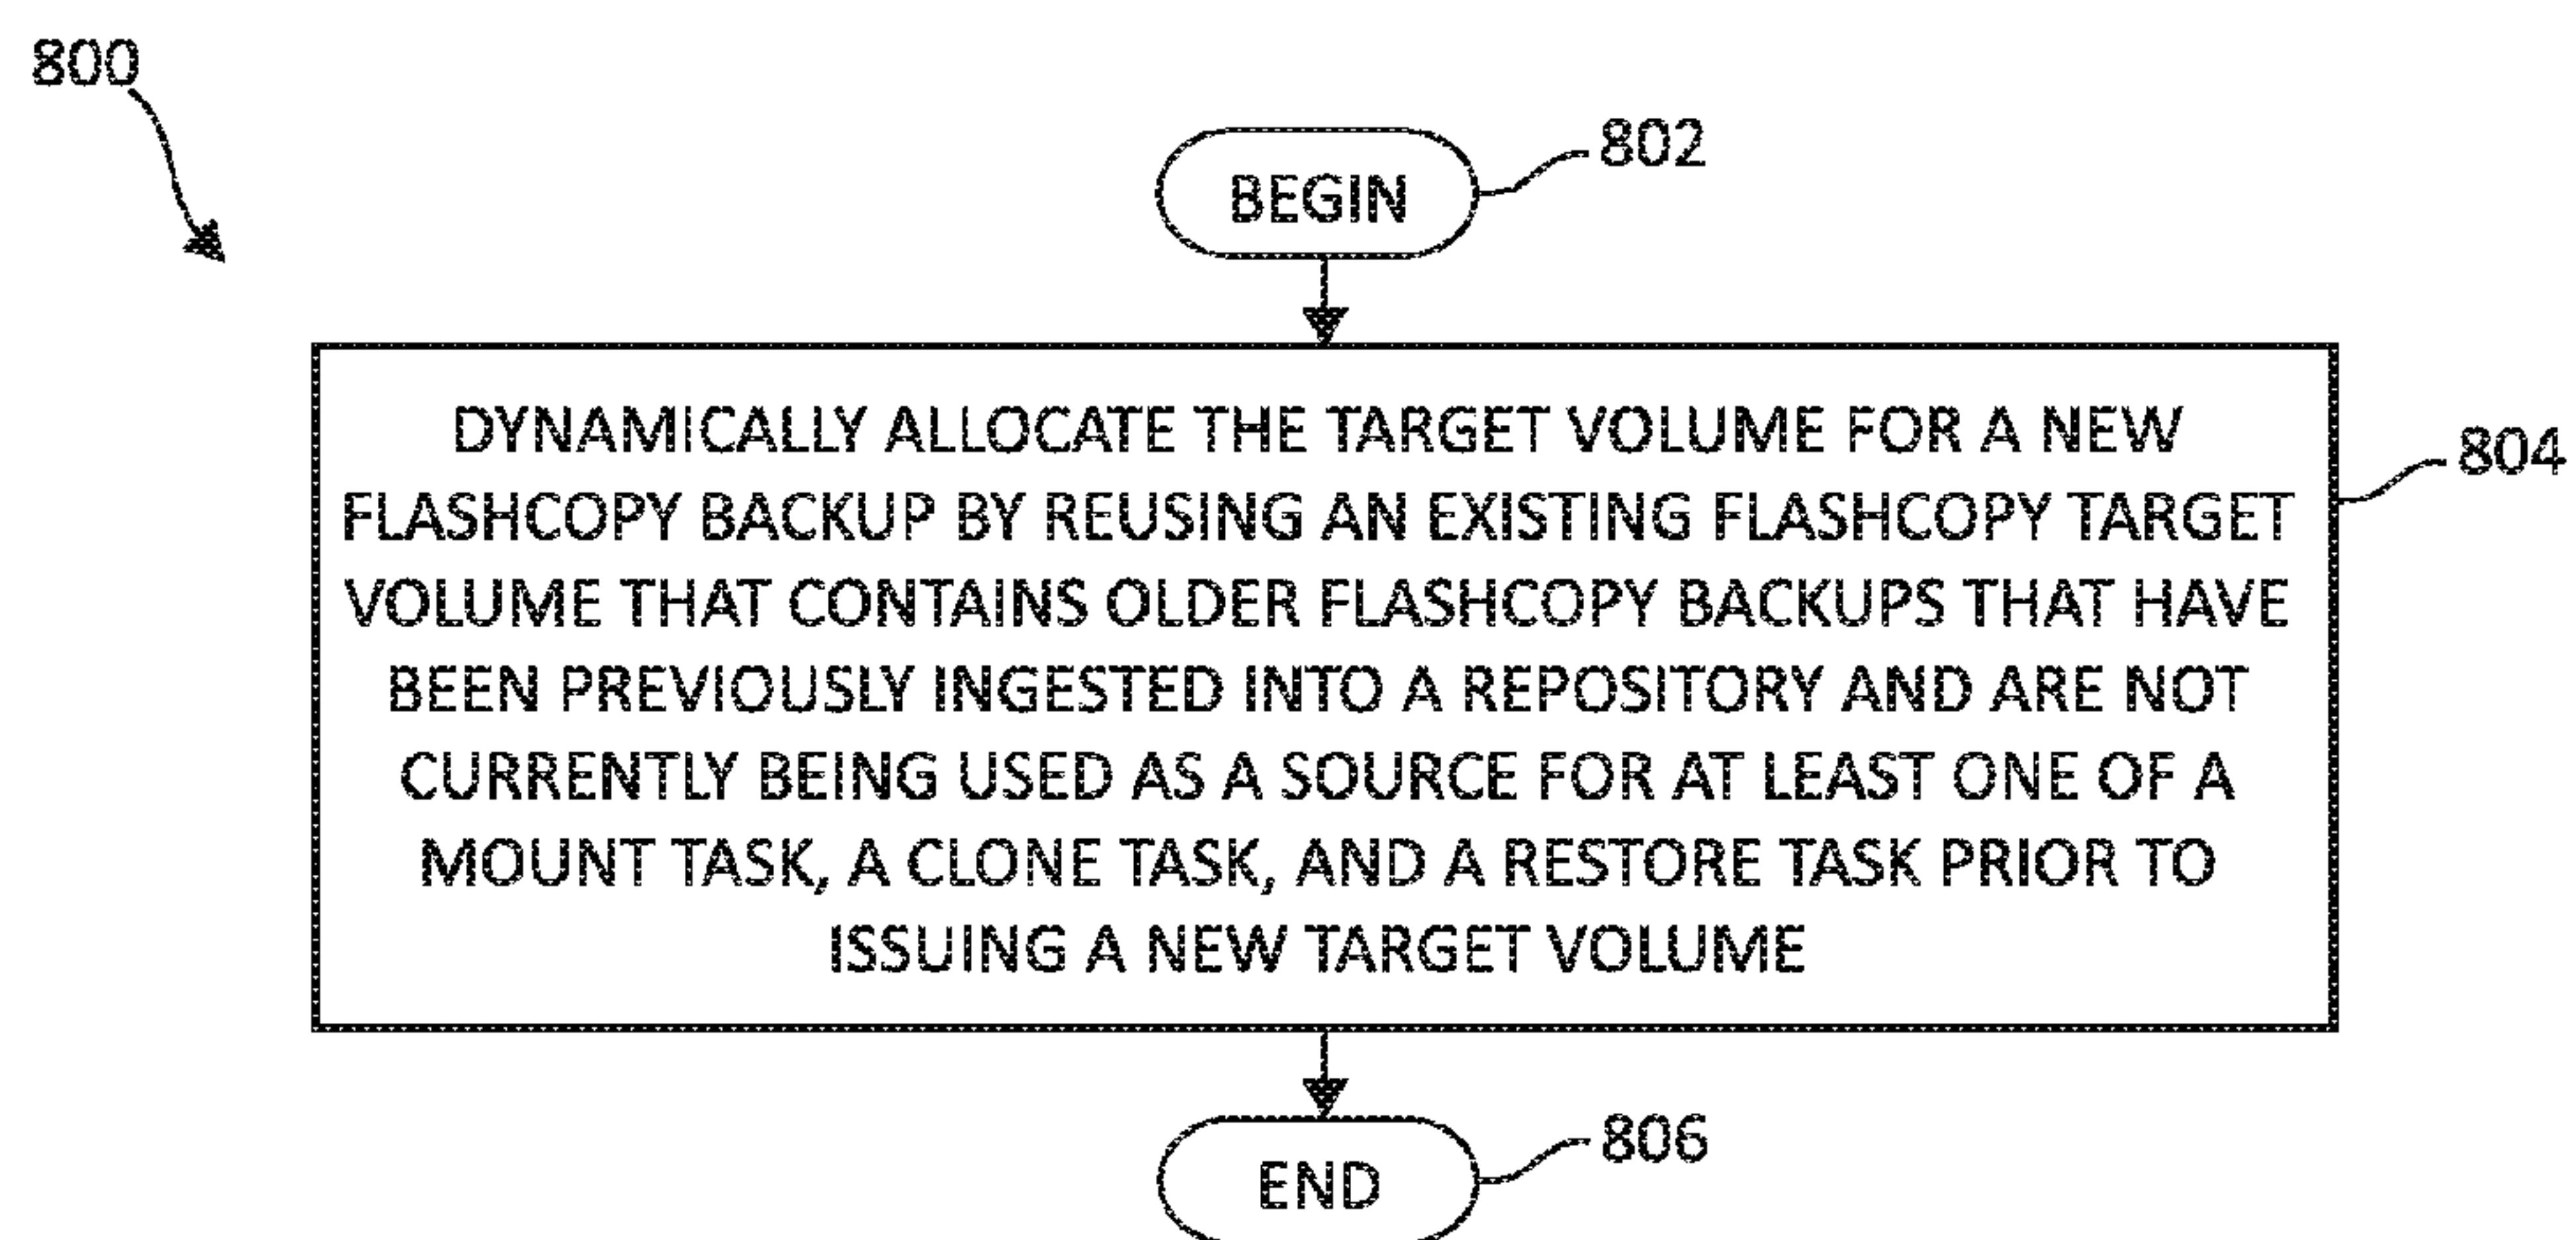 800
802
BEGIN
DYNAMICALLY ALLOCATE THE TARGET VOLUME FOR A NEW
804
FLASHCOPY BACKUP BY REUSING AN EXISTING FLASHCOPY TARGET
VOLUME THAT CONTAINS OLDER FLASHCOPY BACKUPS THAT HAVE
BEEN PREVIOUSLY INGESTED INTO A REPOSITORY AND ARE NOT
CURRENTLY BEING USED AS A SOURCE FOR AT LEAST ONE OF A
MOUNT TASK, A CLONE TASK, AND A RESTORE TASK PRIOR TO
ISSUING A NEW TARGET VOLUME
806
END